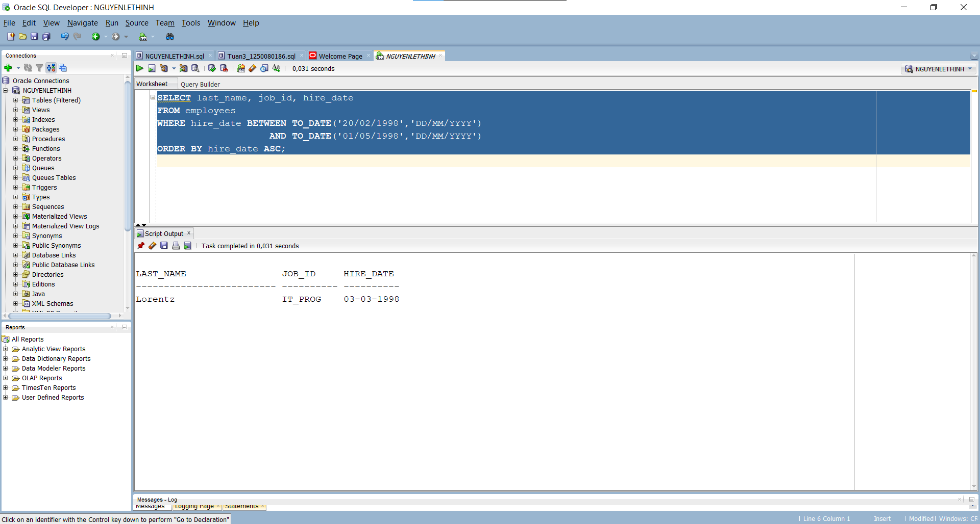 Oracle SQL Developer : NGUYENLETHINH
File Edit View Navigate Run Source Team Tools Window Help
Connections
NGUYENLETHINH.sql
Tuan3_1250080186.sql
Welcome Page
NGUYENLETHINH
0,031 seconds
NGUYENLETHINH
Worksheet Query Builder
Oracle Connections
NGUYENLETHINH
Tables (Filtered)
Views
Indexes
Packages
Procedures
Functions
Operators
Queues
Queues Tables
Triggers
Types
Sequences
Materialized Views
Materialized View Logs
Synonyms
Public Synonyms
Database Links
Public Database Links
Directories
Editions
Java
XML Schemas
SELECT last_name, job_id, hire_date
FROM employees
WHERE hire_date BETWEEN TO_DATE('20/02/1998','DD/MM/YYYY')
AND TO_DATE('01/05/1998','DD/MM/YYYY')
ORDER BY hire_date ASC;
Script Output
Task completed in 0,031 seconds
LAST_NAME JOB_ID HIRE_DATE
------------------------- ---------- ----------
Lorentz IT_PROG 03-03-1998
Reports
All Reports
Analytic View Reports
Data Dictionary Reports
Data Modeler Reports
OLAP Reports
TimesTen Reports
User Defined Reports
Messages - Log
Messages Logging Page Statements
Click on an identifier with the Control key down to perform "Go to Declaration"
Line 6 Column 1
Insert
Modified
Windows: CF